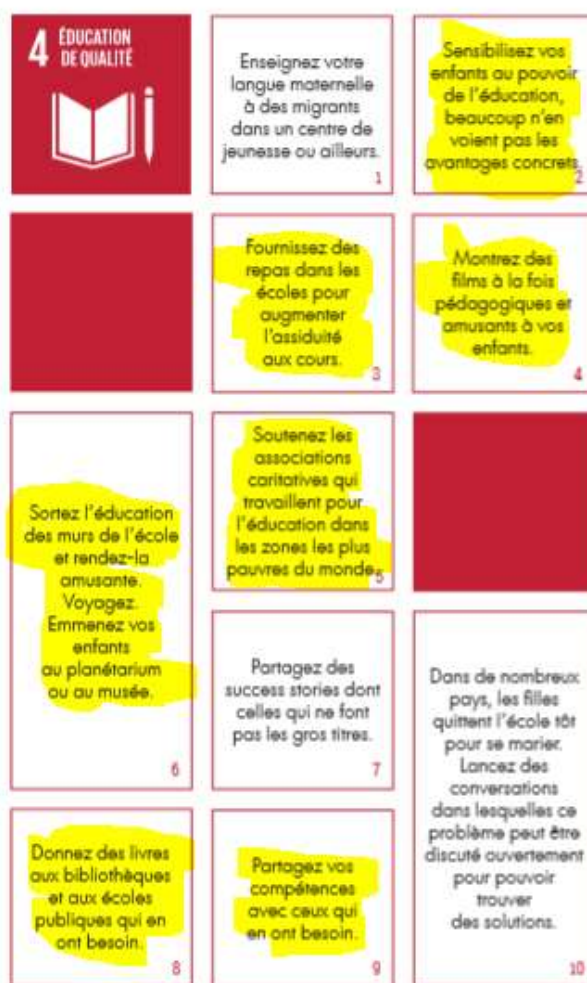 4 ÉDUCATION
DE QUALITÉ
Enseignez votre
langue maternelle
à des migrants
dans un centre de
jeunesse ou ailleurs.
1
Sensibilisez vos
enfants au pouvoir
de l'éducation,
beaucoup n'en
voient pas les
avantages concrets.
2
Fournissez des
repas dans les
écoles pour
augmenter
l'assiduité
aux cours.
3
Montrez des
films à la fois
pédagogiques et
amusants à vos
enfants.
4
Soutenez les
associations
caritatives qui
travaillent pour
l'éducation dans
les zones les plus
pauvres du monde.
5
Sortez l'éducation
des murs de l'école
et rendez-la
amusante.
Voyagez.
Emmenez vos
enfants
au planétarium
ou au musée.
6
Partagez des
success stories dont
celles qui ne font
pas les gros titres.
7
Donnez des livres
aux bibliothèques
et aux écoles
publiques qui en
ont besoin.
8
Partagez vos
compétences
avec ceux qui
en ont besoin.
9
Dans de nombreux
pays, les filles
quittent l'école tôt
pour se marier.
Lancez des
conversations
dans lesquelles ce
problème peut être
discuté ouvertement
pour pouvoir
trouver
des solutions.
10